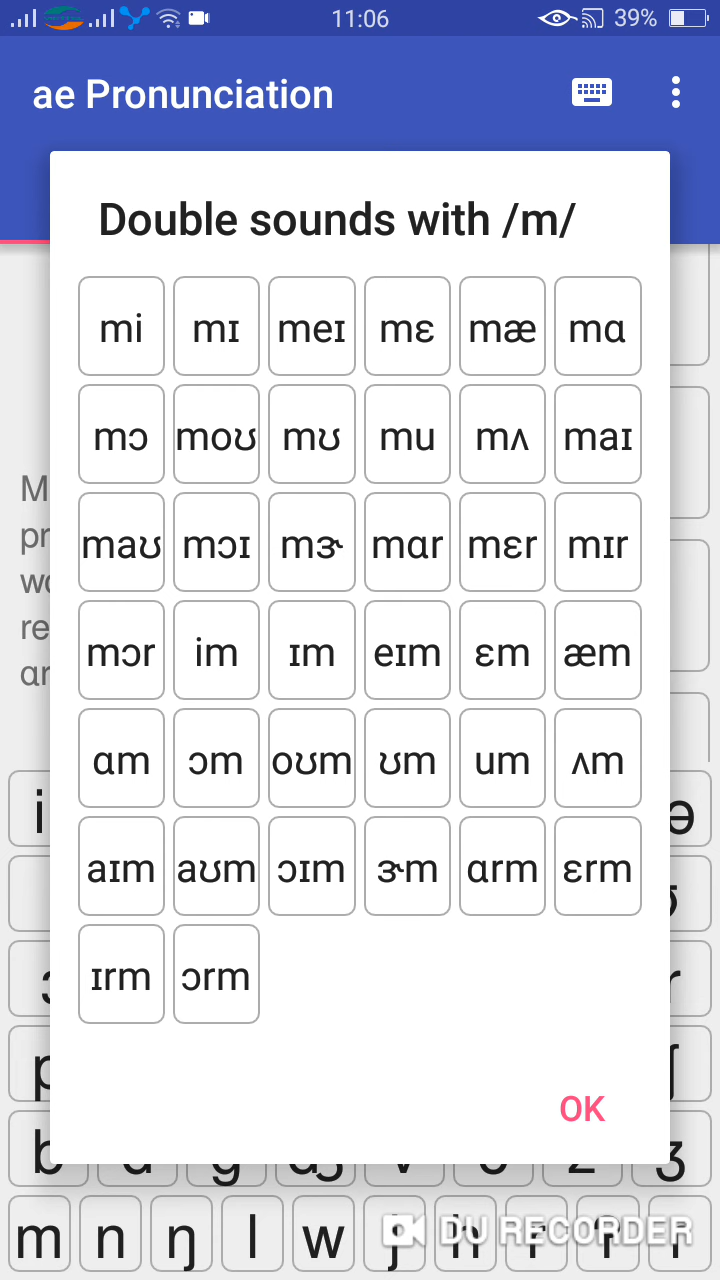 11:06
39%
ae Pronunciation
Double sounds with /m/
mi mɪ meɪ mɛ mæ mɑ
mɔ moʊ mʊ mu mʌ maɪ
maʊ mɔɪ mɝ mɑr mɛr mɪr
mɔr im ɪm eɪm ɛm æm
ɑm ɔm oʊm ʊm um ʌm
aɪm aʊm ɔɪm ɝm ɑrm ɛrm
ɪrm ɔrm
OK
m n ŋ l w j h
DU RECORDER